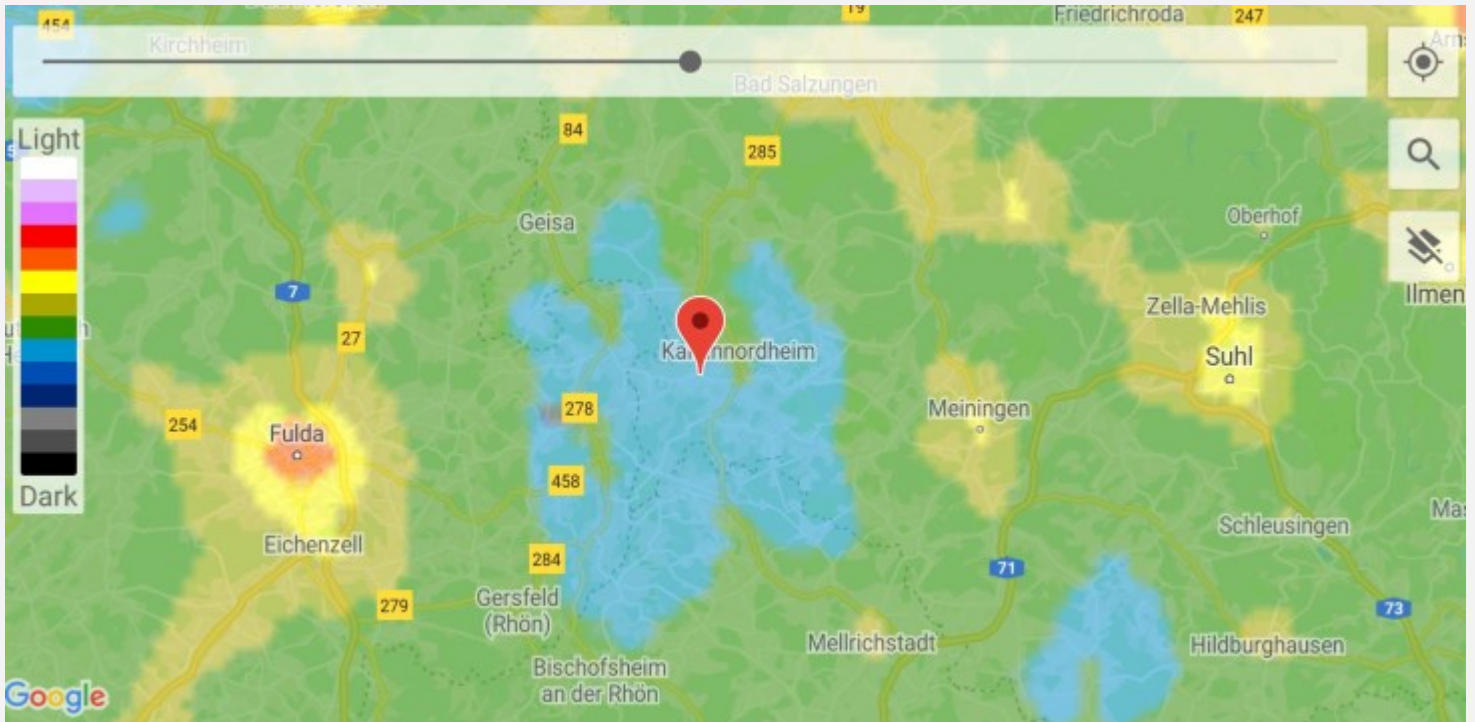 19
Friedrichroda
247
454
Kirchheim
Bad Salzungen
Light
84
285
Geisa
Oberhof
7
Zella-Mehlis
Ilmen
27
Suhl
278
Meiningen
254
Fulda
458
Dark
Schleusingen
Eichenzell
284
71
279
Gersfeld
(Rhön)
73
Mellrichstadt
Hildburghausen
Bischofsheim
an der Rhön
Google